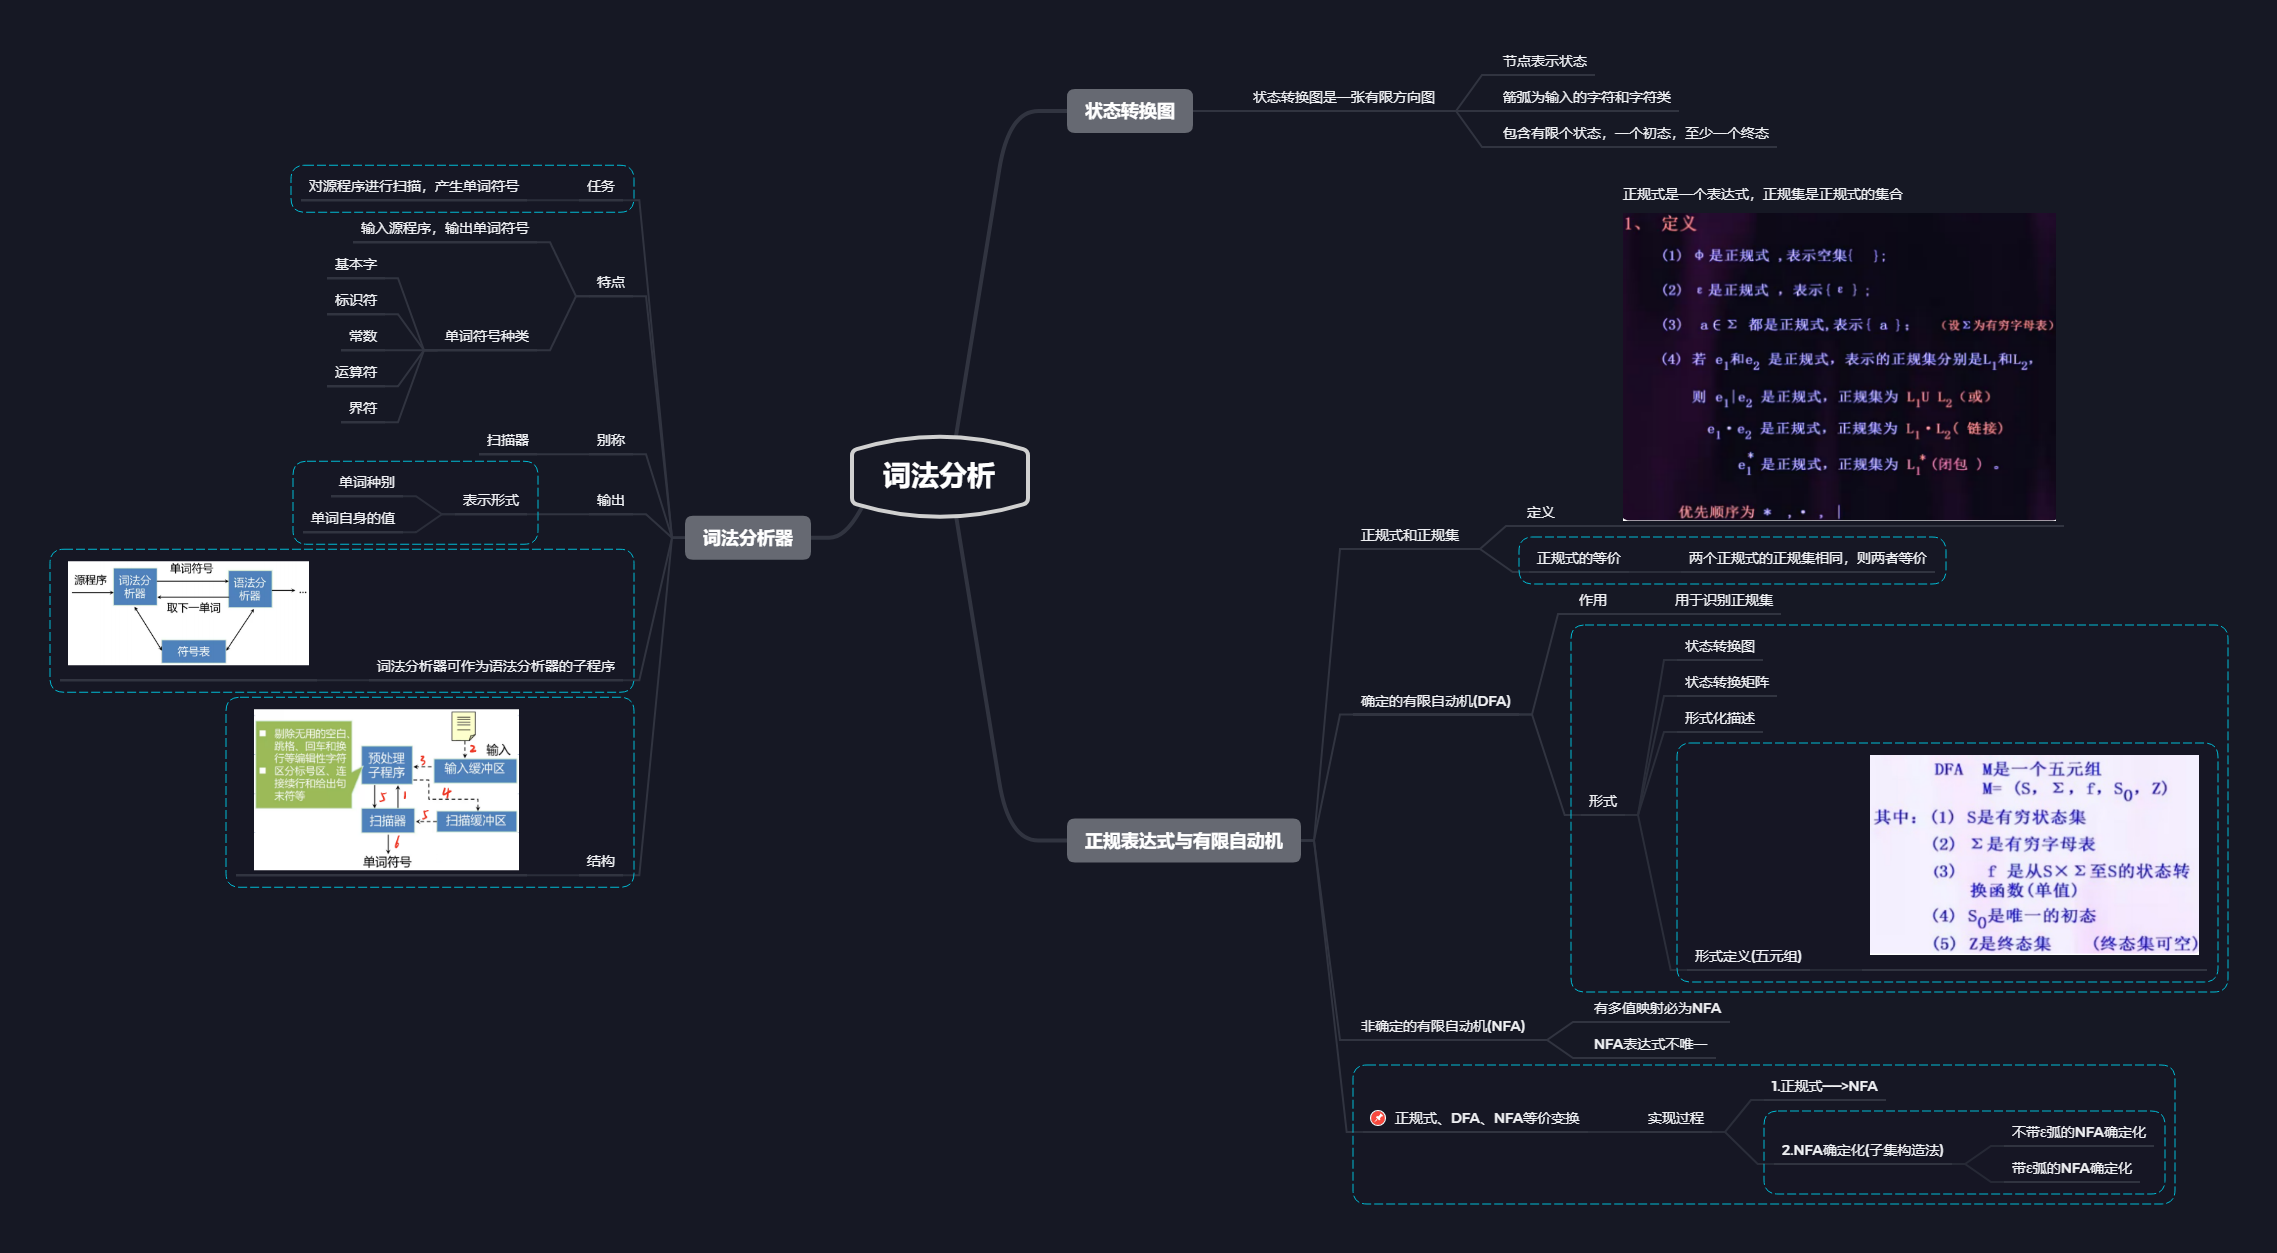 词法分析
状态转换图
状态转换图是一张有限方向图
节点表示状态
箭弧为输入的字符和字符类
包含有限个状态，一个初态，至少一个终态
词法分析器
任务
对源程序进行扫描，产生单词符号
特点
输入源程序，输出单词符号
单词符号种类
基本字
标识符
常数
运算符
界符
别称
扫描器
输出
表示形式
单词种别
单词自身的值
词法分析器可作为语法分析器的子程序
源程序
词法分
析器
单词符号
取下一单词
语法分
析器
...
符号表
结构
剔除无用的空白、
跳格、回车和换
行等编辑性字符
区分标号区、连
接续行和给出句
末符等
预处理
子程序
输入
输入缓冲区
扫描器
扫描缓冲区
单词符号
1
2
3
4
5
5
6
正规表达式与有限自动机
正规式和正规集
定义
正规式是一个表达式，正规集是正规式的集合
1、 定义
(1) Φ是正规式 ,表示空集{ };
(2) ε是正规式 ，表示{ ε } ;
(3) a∈Σ 都是正规式,表示{ a }; （设Σ为有穷字母表）
(4) 若 e1和e2 是正规式，表示的正规集分别是L1和L2，
则 e1|e2 是正规式，正规集为 L1U L2（或）
e1•e2 是正规式，正规集为 L1•L2( 链接)
e1* 是正规式，正规集为 L1*(闭包 ) 。
优先顺序为 * ,• , |
正规式的等价
两个正规式的正规集相同，则两者等价
确定的有限自动机(DFA)
作用
用于识别正规集
形式
状态转换图
状态转换矩阵
形式化描述
形式定义(五元组)
DFA M是一个五元组
M= (S, Σ, f, S0, Z)
其中: (1) S是有穷状态集
(2) Σ是有穷字母表
(3) f 是从S×Σ至S的状态转
换函数(单值)
(4) S0是唯一的初态
(5) Z是终态集 (终态集可空)
非确定的有限自动机(NFA)
有多值映射必为NFA
NFA表达式不唯一
正规式、DFA、NFA等价变换
实现过程
1.正规式—>NFA
2.NFA确定化(子集构造法)
不带ε弧的NFA确定化
带ε弧的NFA确定化